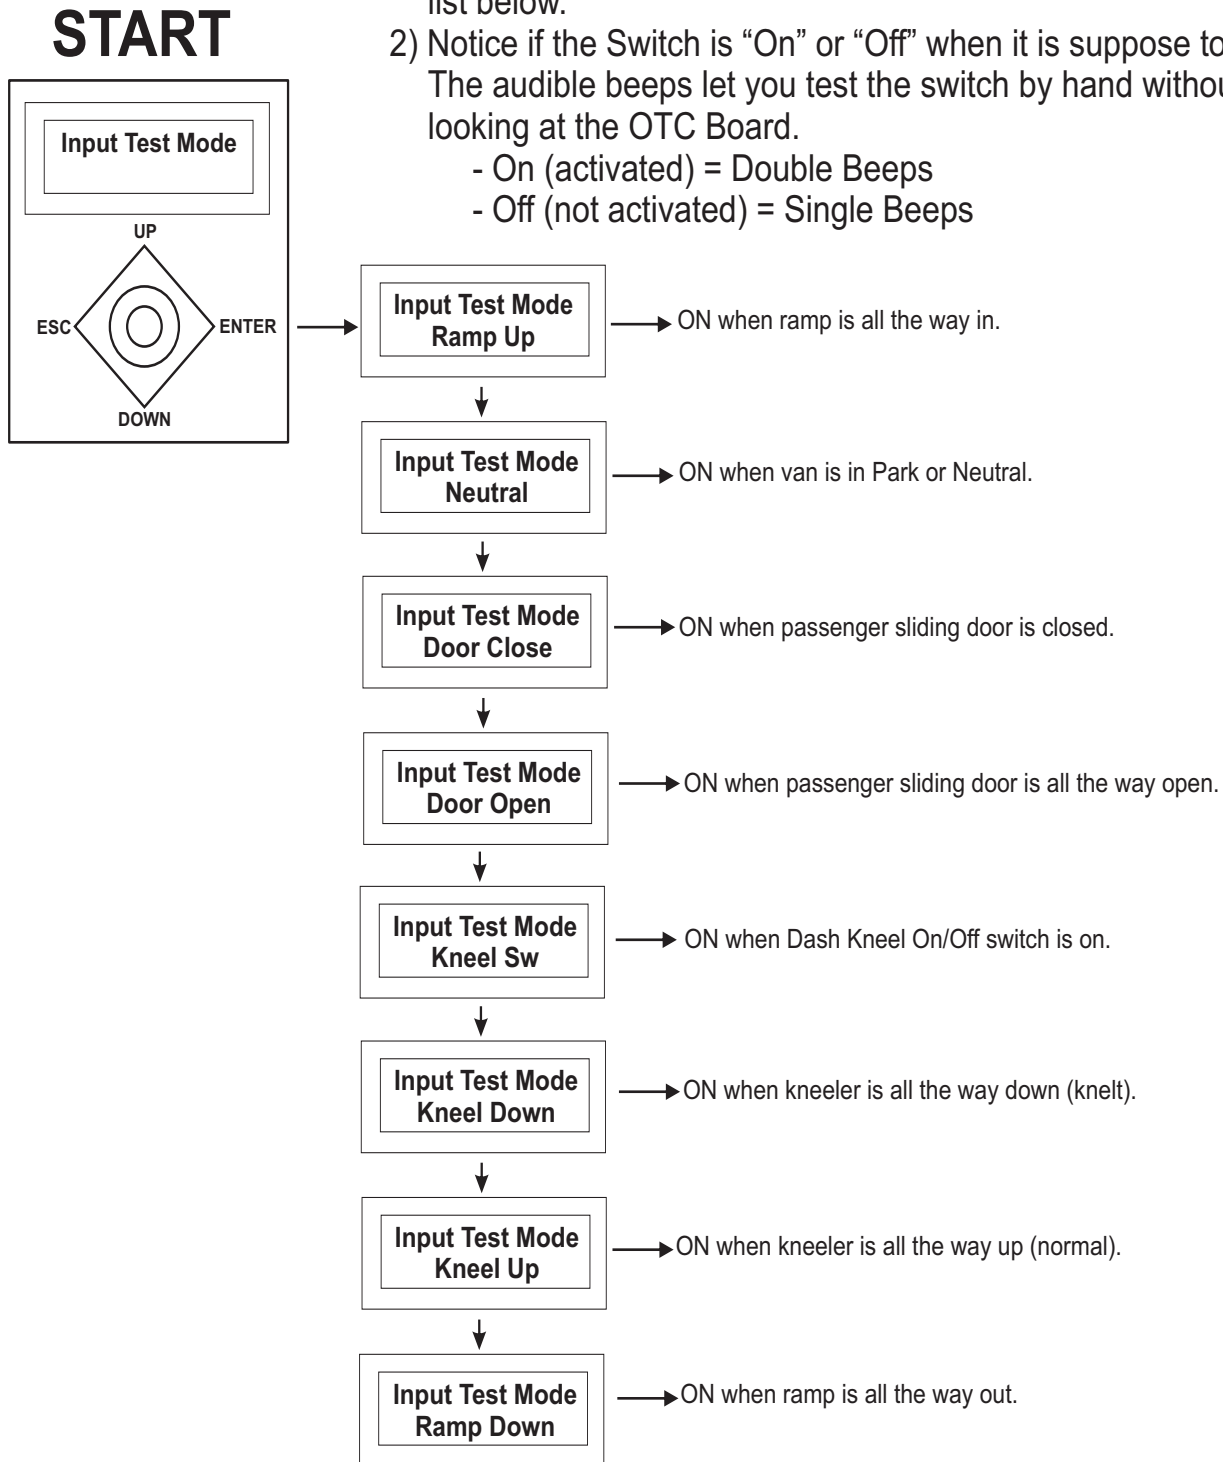 START
list below.
2) Notice if the Switch is “On” or “Off” when it is suppose to
The audible beeps let you test the switch by hand
looking at the OTC Board.
- On (activated) = Double Beeps
- Off (not activated) = Single Beeps
Input Test Mode
UP
ESC
ENTER
DOWN
Input Test Mode
Ramp Up
ON when ramp is all the way in.
Input Test Mode
Neutral
ON when van is in Park or Neutral.
Input Test Mode
Door Close
ON when passenger sliding door is closed.
Input Test Mode
Door Open
ON when passenger sliding door is all the way open.
Input Test Mode
Kneel Sw
ON when Dash Kneel On/Off switch is on.
Input Test Mode
Kneel Down
ON when kneeler is all the way down (knelt).
Input Test Mode
Kneel Up
ON when kneeler is all the way up (normal).
Input Test Mode
Ramp Down
ON when ramp is all the way out.